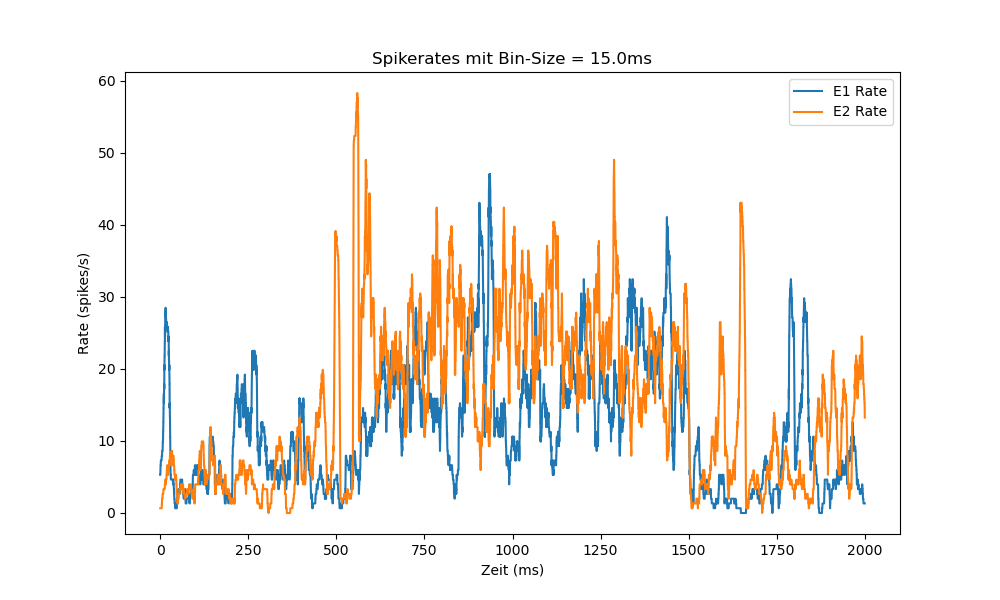 Spikerates mit Bin-Size = 15.0ms
E1 Rate
E2 Rate
60
50
40
30
20
10
0
Rate (spikes/s)
0 250 500 750 1000 1250 1500 1750 2000
Zeit (ms)